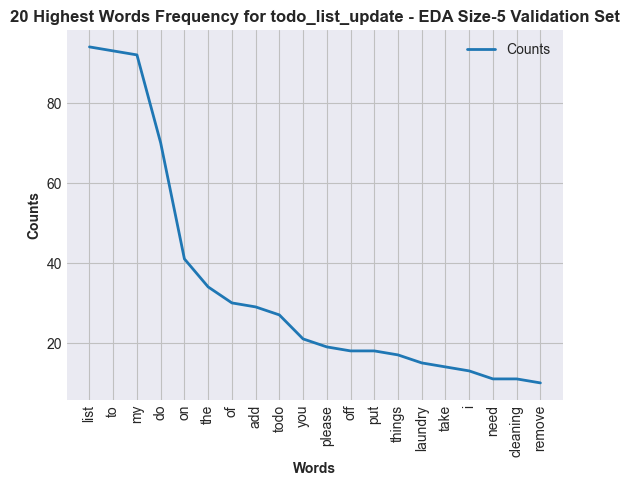 20 Highest Words Frequency for todo_list_update - EDA Size-5 Validation Set
Counts
Counts
80
60
40
20
list to my do on the of add todo you please off put things laundry take i need cleaning remove
Words